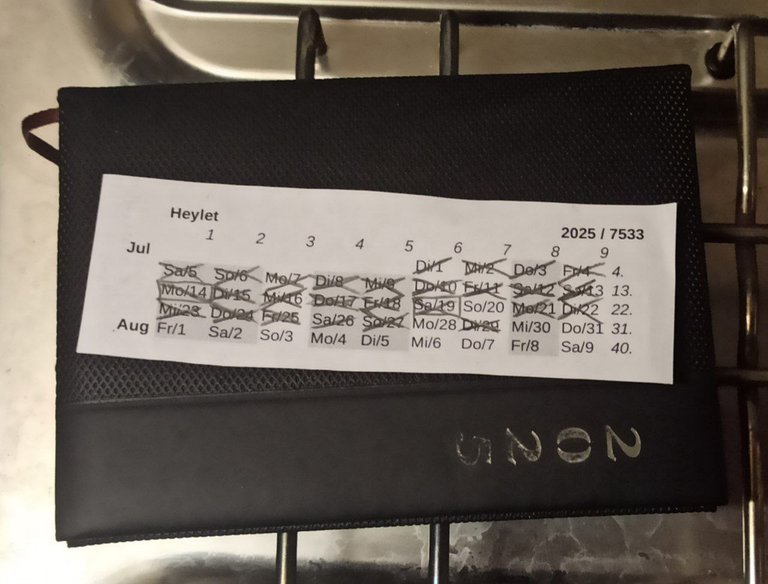 Heylet
2025 / 7533
1 2 3 4 5 6 7 8 9
Jul Di/1 Mi/2 Do/3 Fr/4 4.
Sa/5 So/6 Mo/7 Di/8 Mi/9 Do/10 Fr/11 Sa/12 So/13 13.
Mo/14 Di/15 Mi/16 Do/17 Fr/18 Sa/19 So/20 Mo/21 Di/22 22.
Mi/23 Do/24 Fr/25 Sa/26 So/27 Mo/28 Di/29 Mi/30 Do/31 31.
Aug Fr/1 Sa/2 So/3 Mo/4 Di/5 Mi/6 Do/7 Fr/8 Sa/9 40.
2025